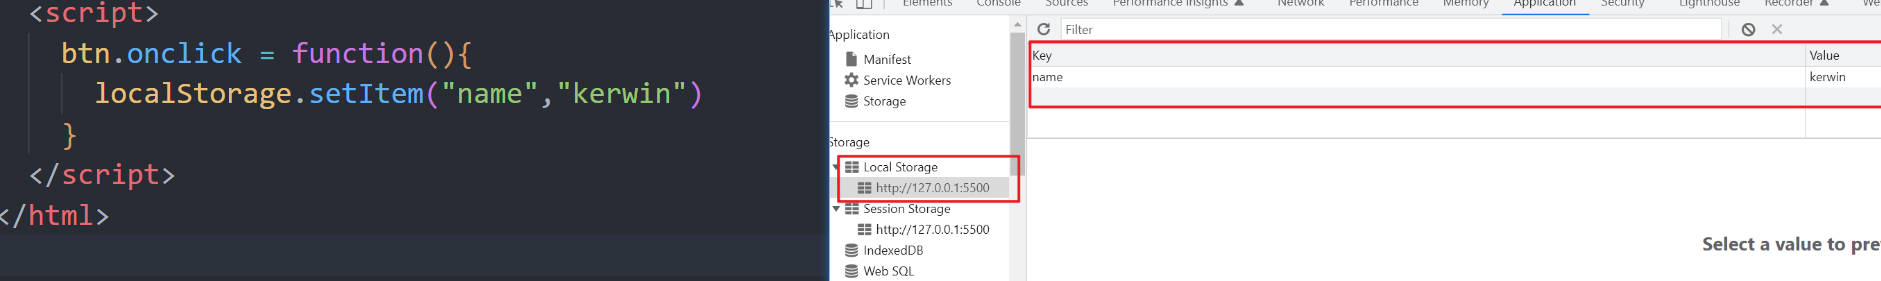 <script>
btn.onclick = function(){
localStorage.setItem("name","kerwin")
}
</script>
</html>
Elements Console Sources Performance insights Network Performance Memory Application Security Lighthouse Recorder
Application
Manifest
Service Workers
Storage
Storage
Local Storage
http://127.0.0.1:5500
Session Storage
http://127.0.0.1:5500
IndexedDB
Web SQL
Filter
Key Value
name kerwin
Select a value to pre